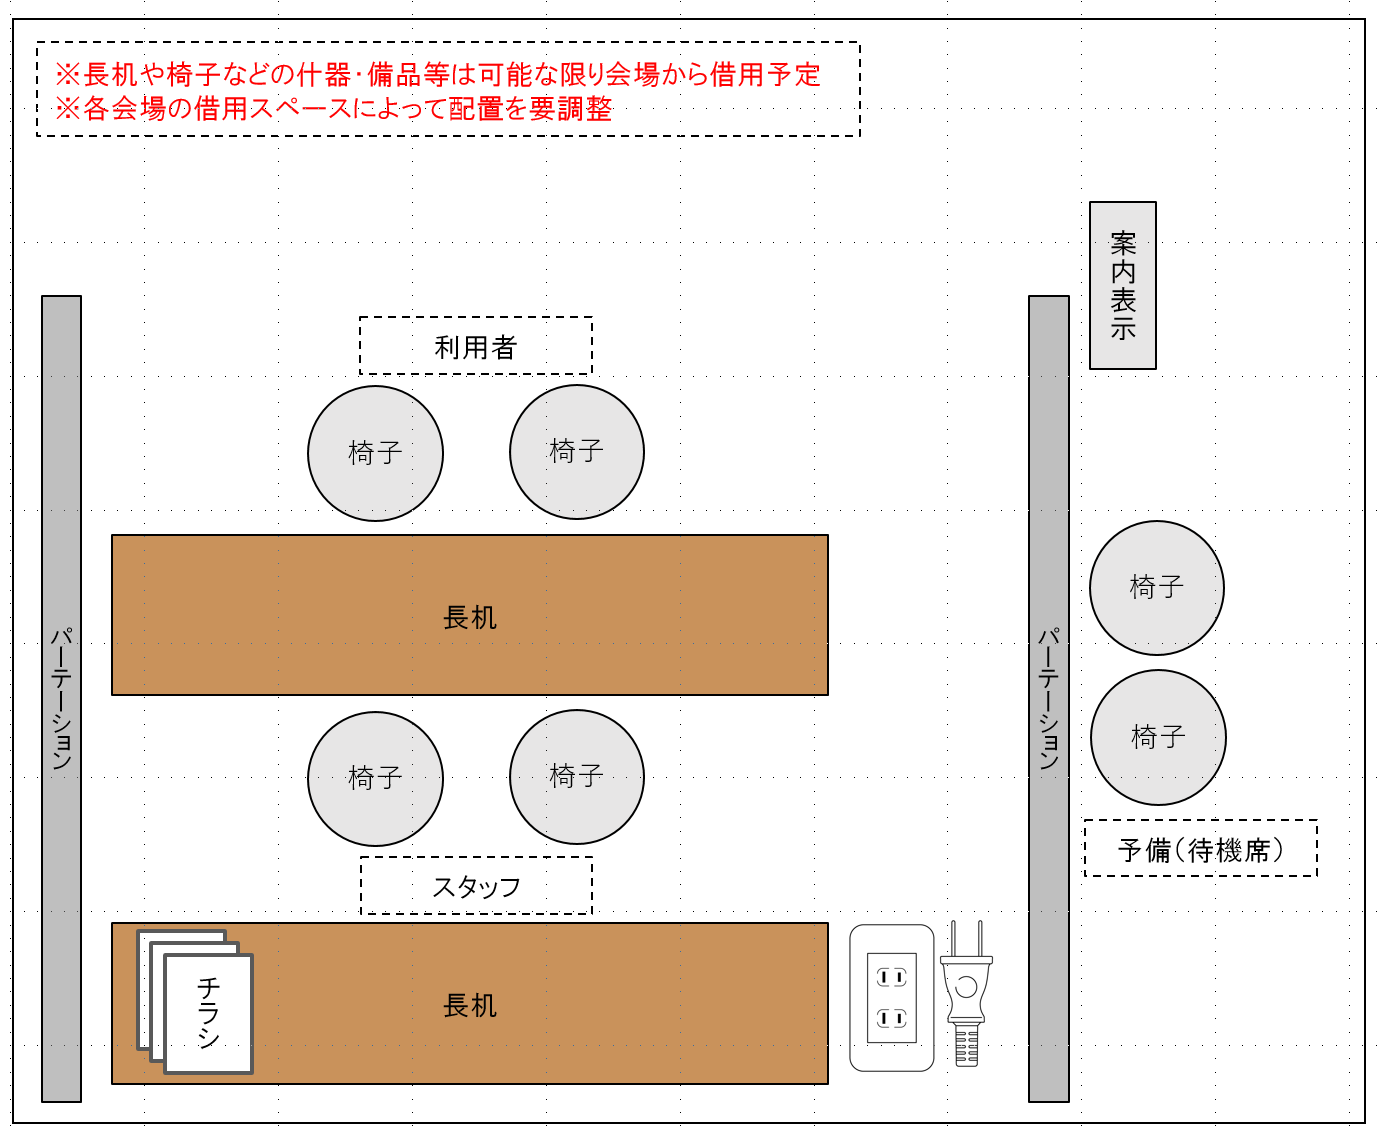 ※長机や椅子などの什器・備品等は可能な限り会場から借用予定
※各会場の借用スペースによって配置を要調整
案内表示
利用者
椅子
椅子
長机
椅子
椅子
パーテーション
パーテーション
椅子
椅子
予備（待機席）
スタッフ
チラシ
長机